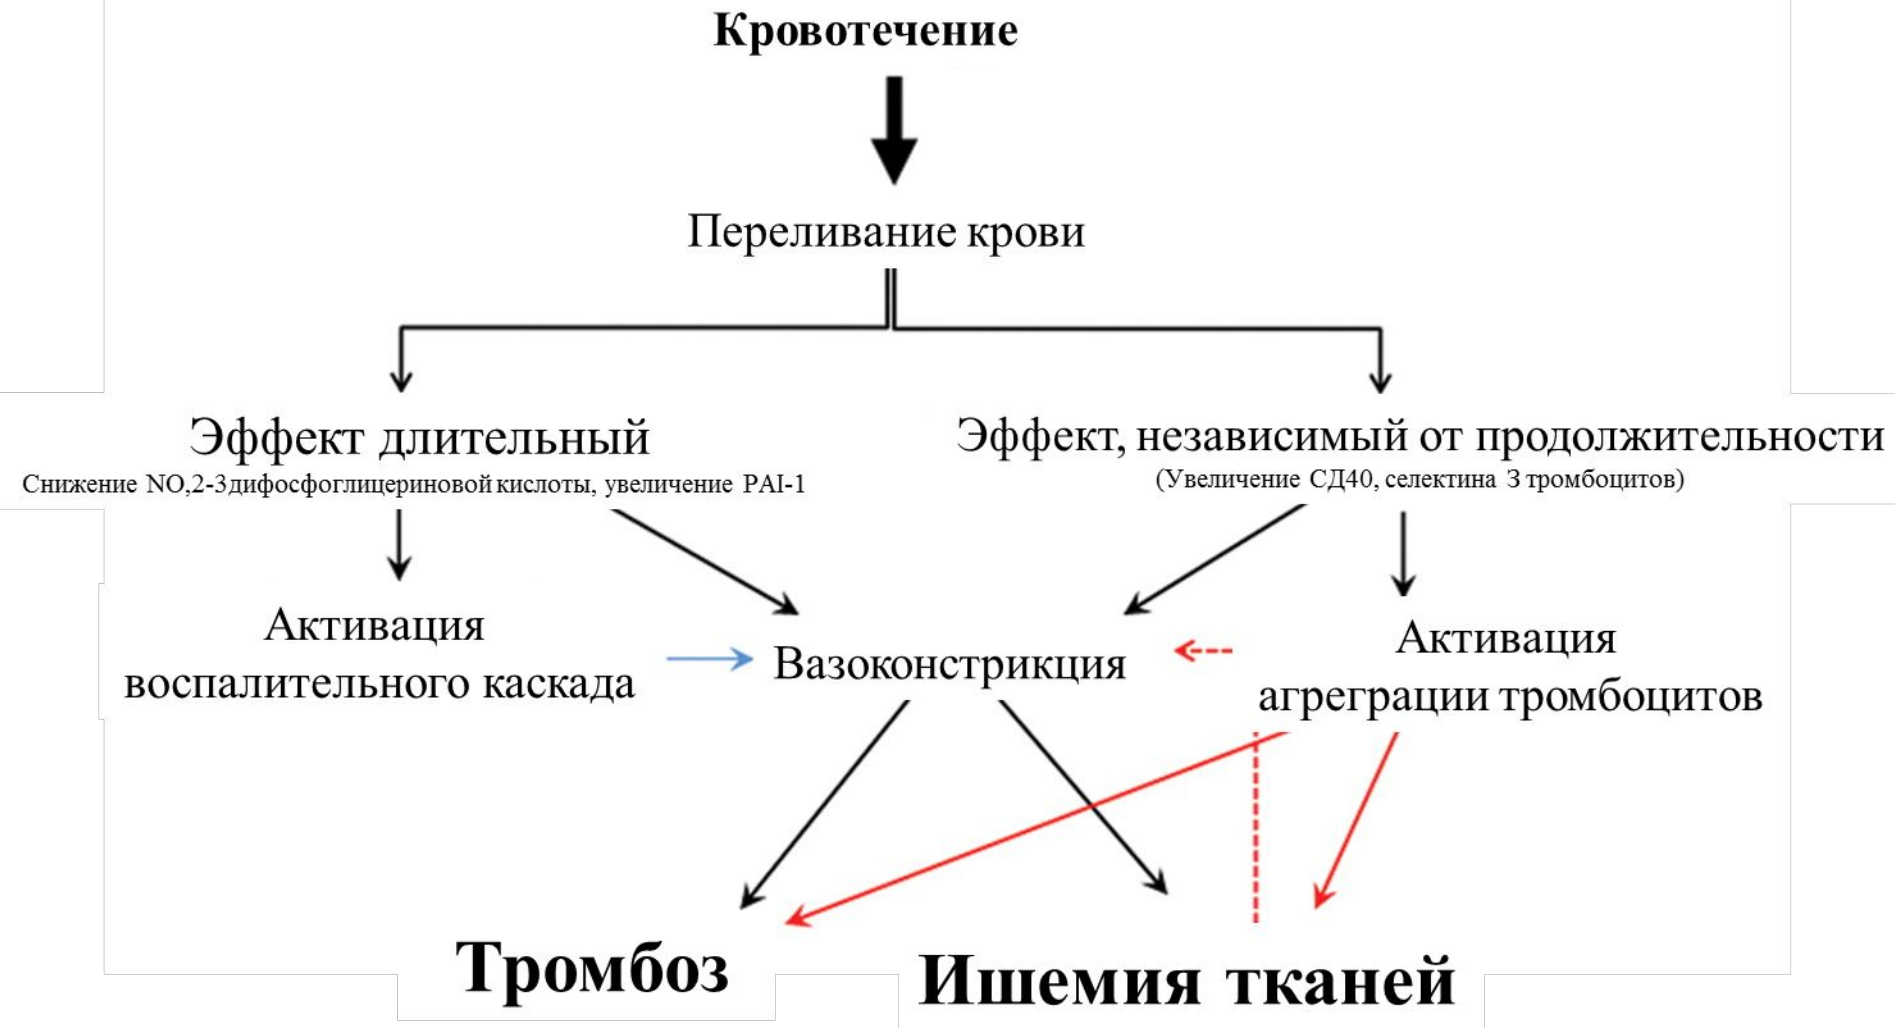 Кровотечение
Переливание крови
Эффект длительный
Снижение NO,2-3дифосфоглицериновой кислоты, увеличение PAI-1
Эффект, независимый от продолжительности
(Увеличение СД40, селектина З тромбоцитов)
Активация
воспалительного каскада
Вазоконстрикция
Активация
агреграции тромбоцитов
Тромбоз
Ишемия тканей